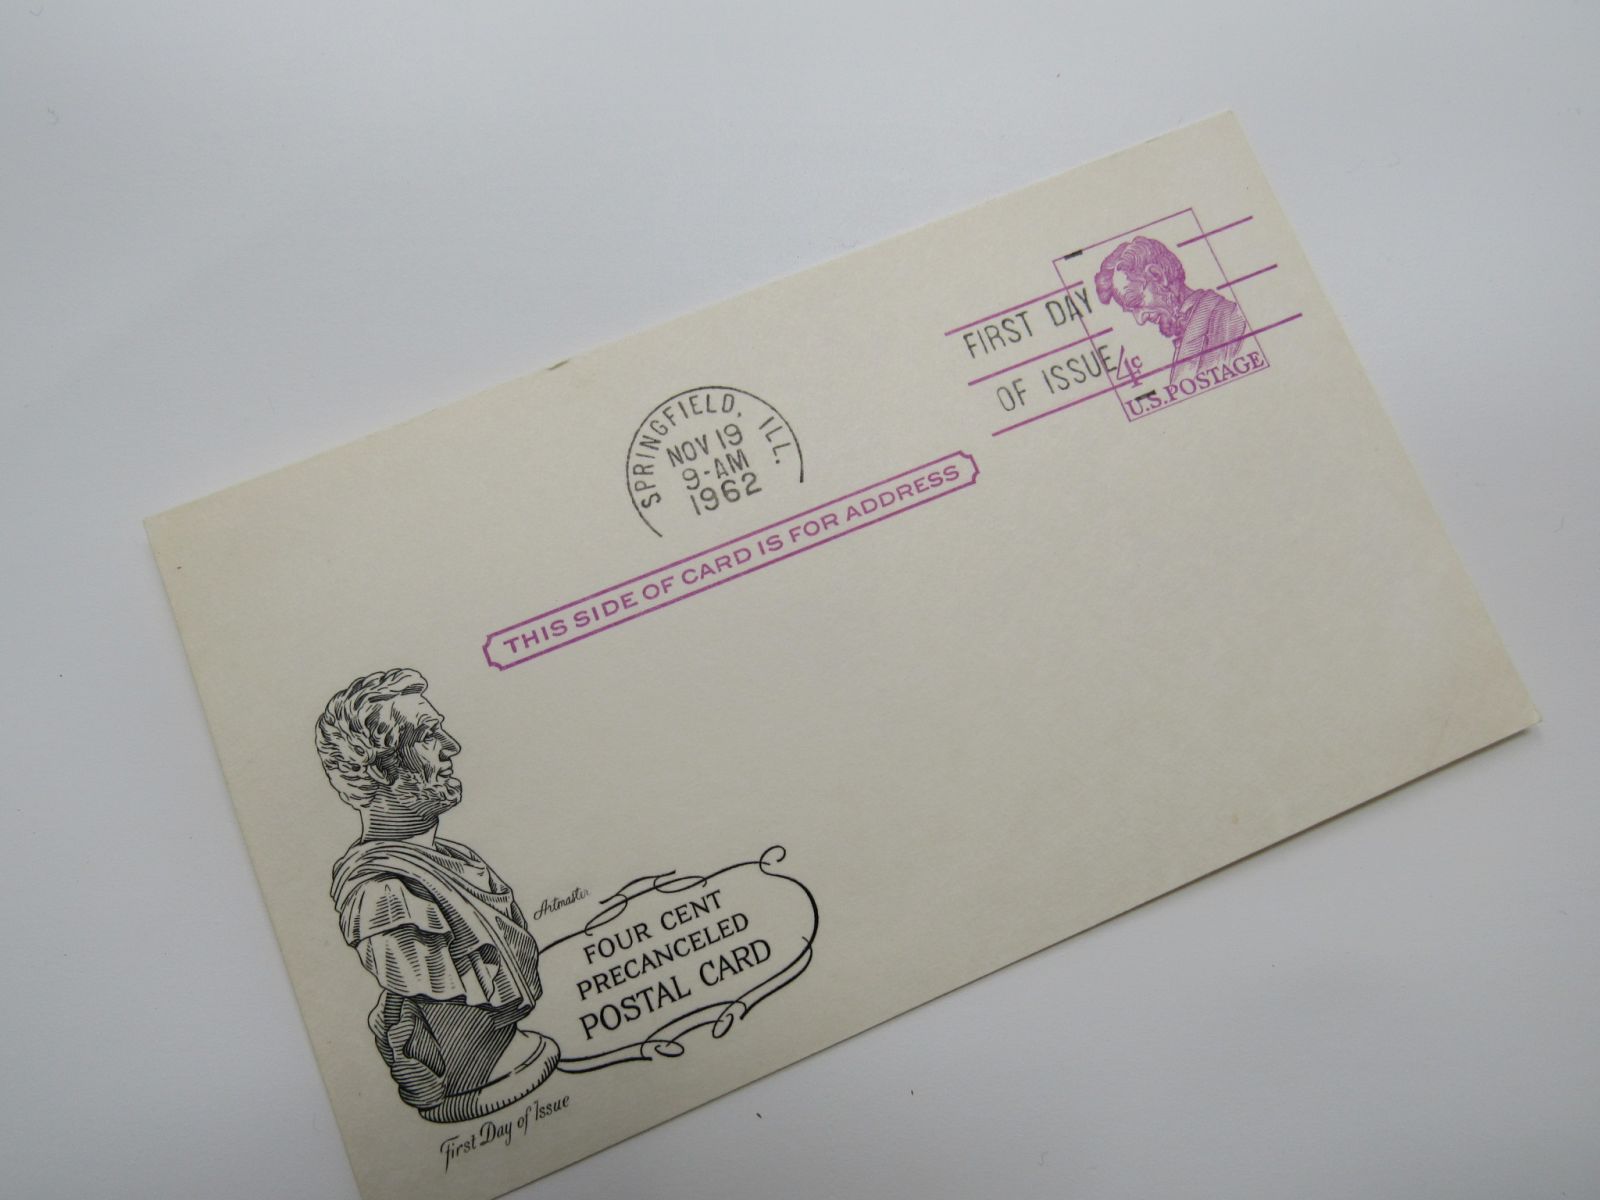 FIRST DAY
OF ISSUE
4¢
U.S. POSTAGE
SPRINGFIELD, ILL.
NOV 19
9-AM
1962
THIS SIDE OF CARD IS FOR ADDRESS
Artmaster
FOUR CENT
PRECANCELED
POSTAL CARD
First Day of Issue